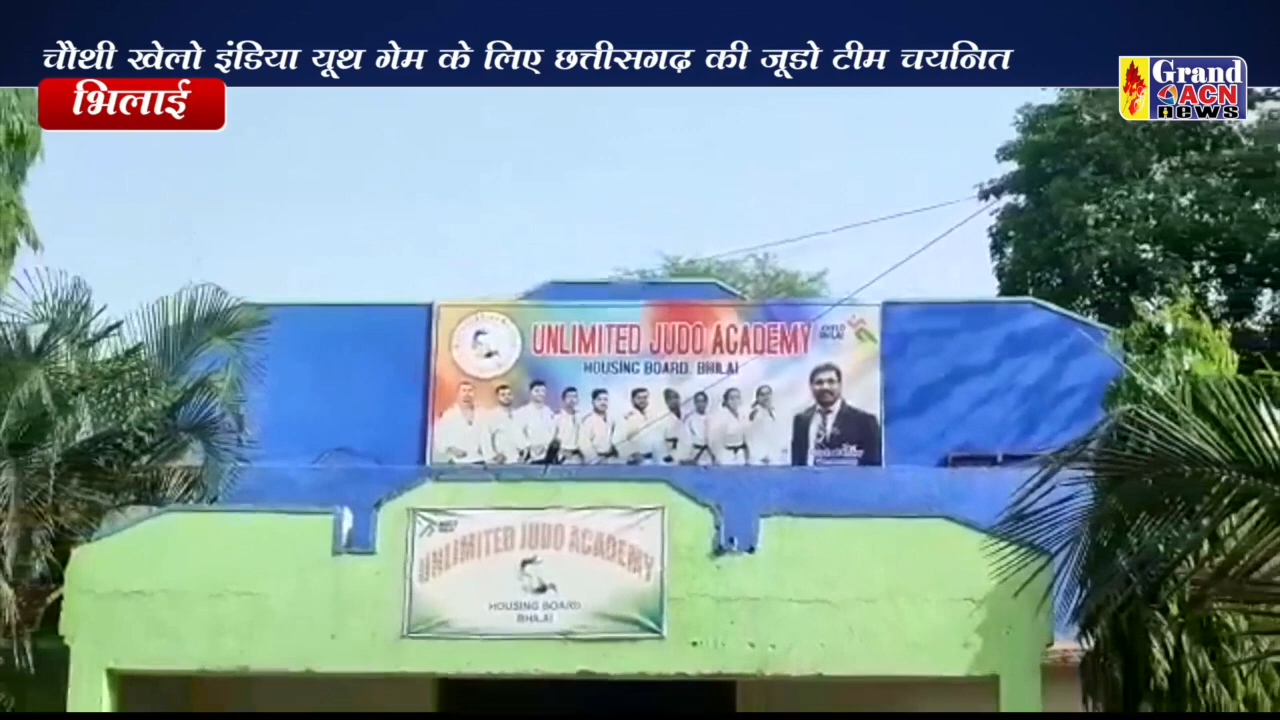 चौथी खेलो इंडिया यूथ गेम के लिए छत्तीसगढ़ की जूडो टीम चयनित
भिलाई
Grand
ACN
news
UNLIMITED JUDO ACADEMY
HOUSING BOARD, BHILAI
UNLIMITED JUDO ACADEMY
HOUSING BOARD
BHILAI